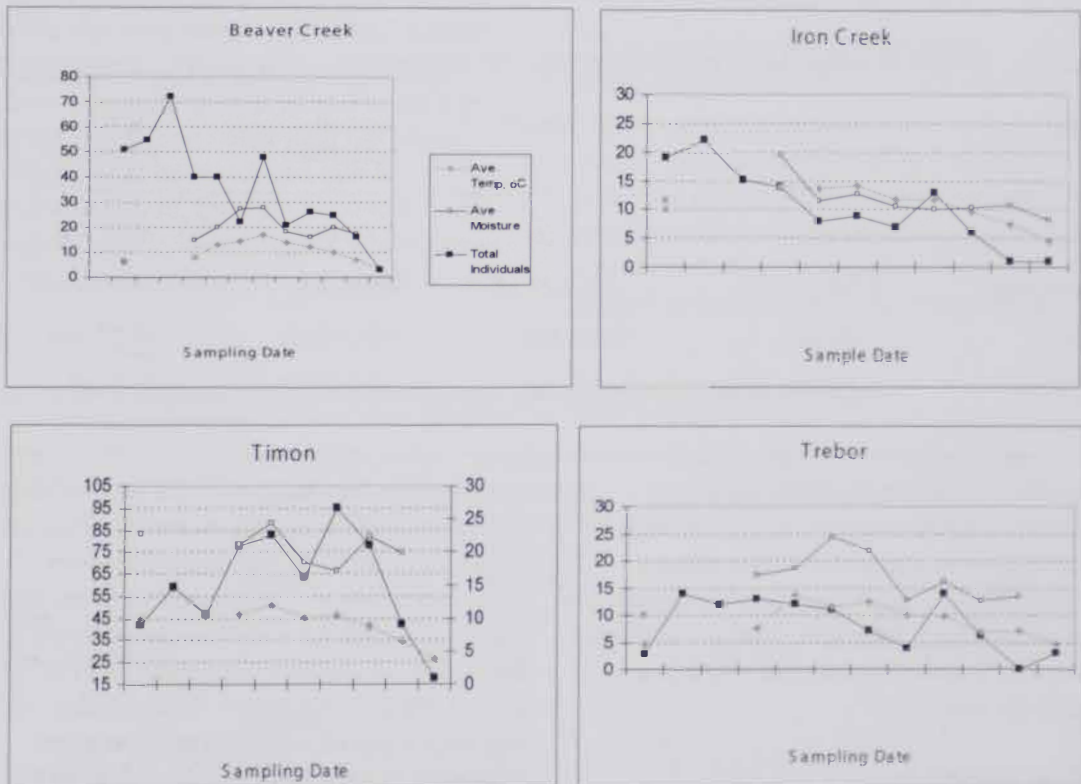 Beaver Creek
80
70
60
50
40
30
20
10
0
Ave
Temp, oC
Ave
Moisture
Total
Individuals
Sampling Date
Iron Creek
30
25
20
15
10
5
0
Sample Date
Timon
105
95
85
75
65
55
45
35
25
15
30
25
20
15
10
5
0
Sampling Date
Trebor
30
25
20
15
10
5
0
Sampling Date